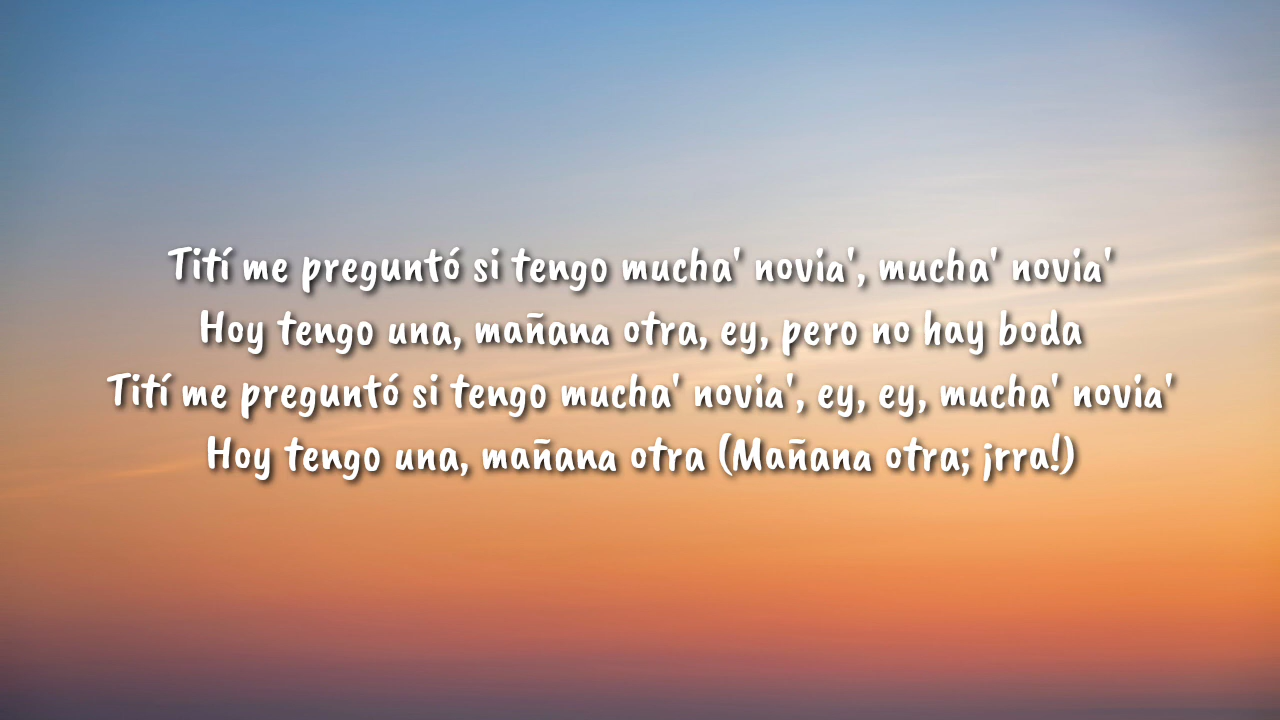 Tití me preguntó si tengo mucha' novia', mucha' novia'
Hoy tengo una, mañana otra, ey, pero no hay boda
Tití me preguntó si tengo mucha' novia', ey, ey, mucha' novia'
Hoy tengo una, mañana otra (Mañana otra; ¡rra!)